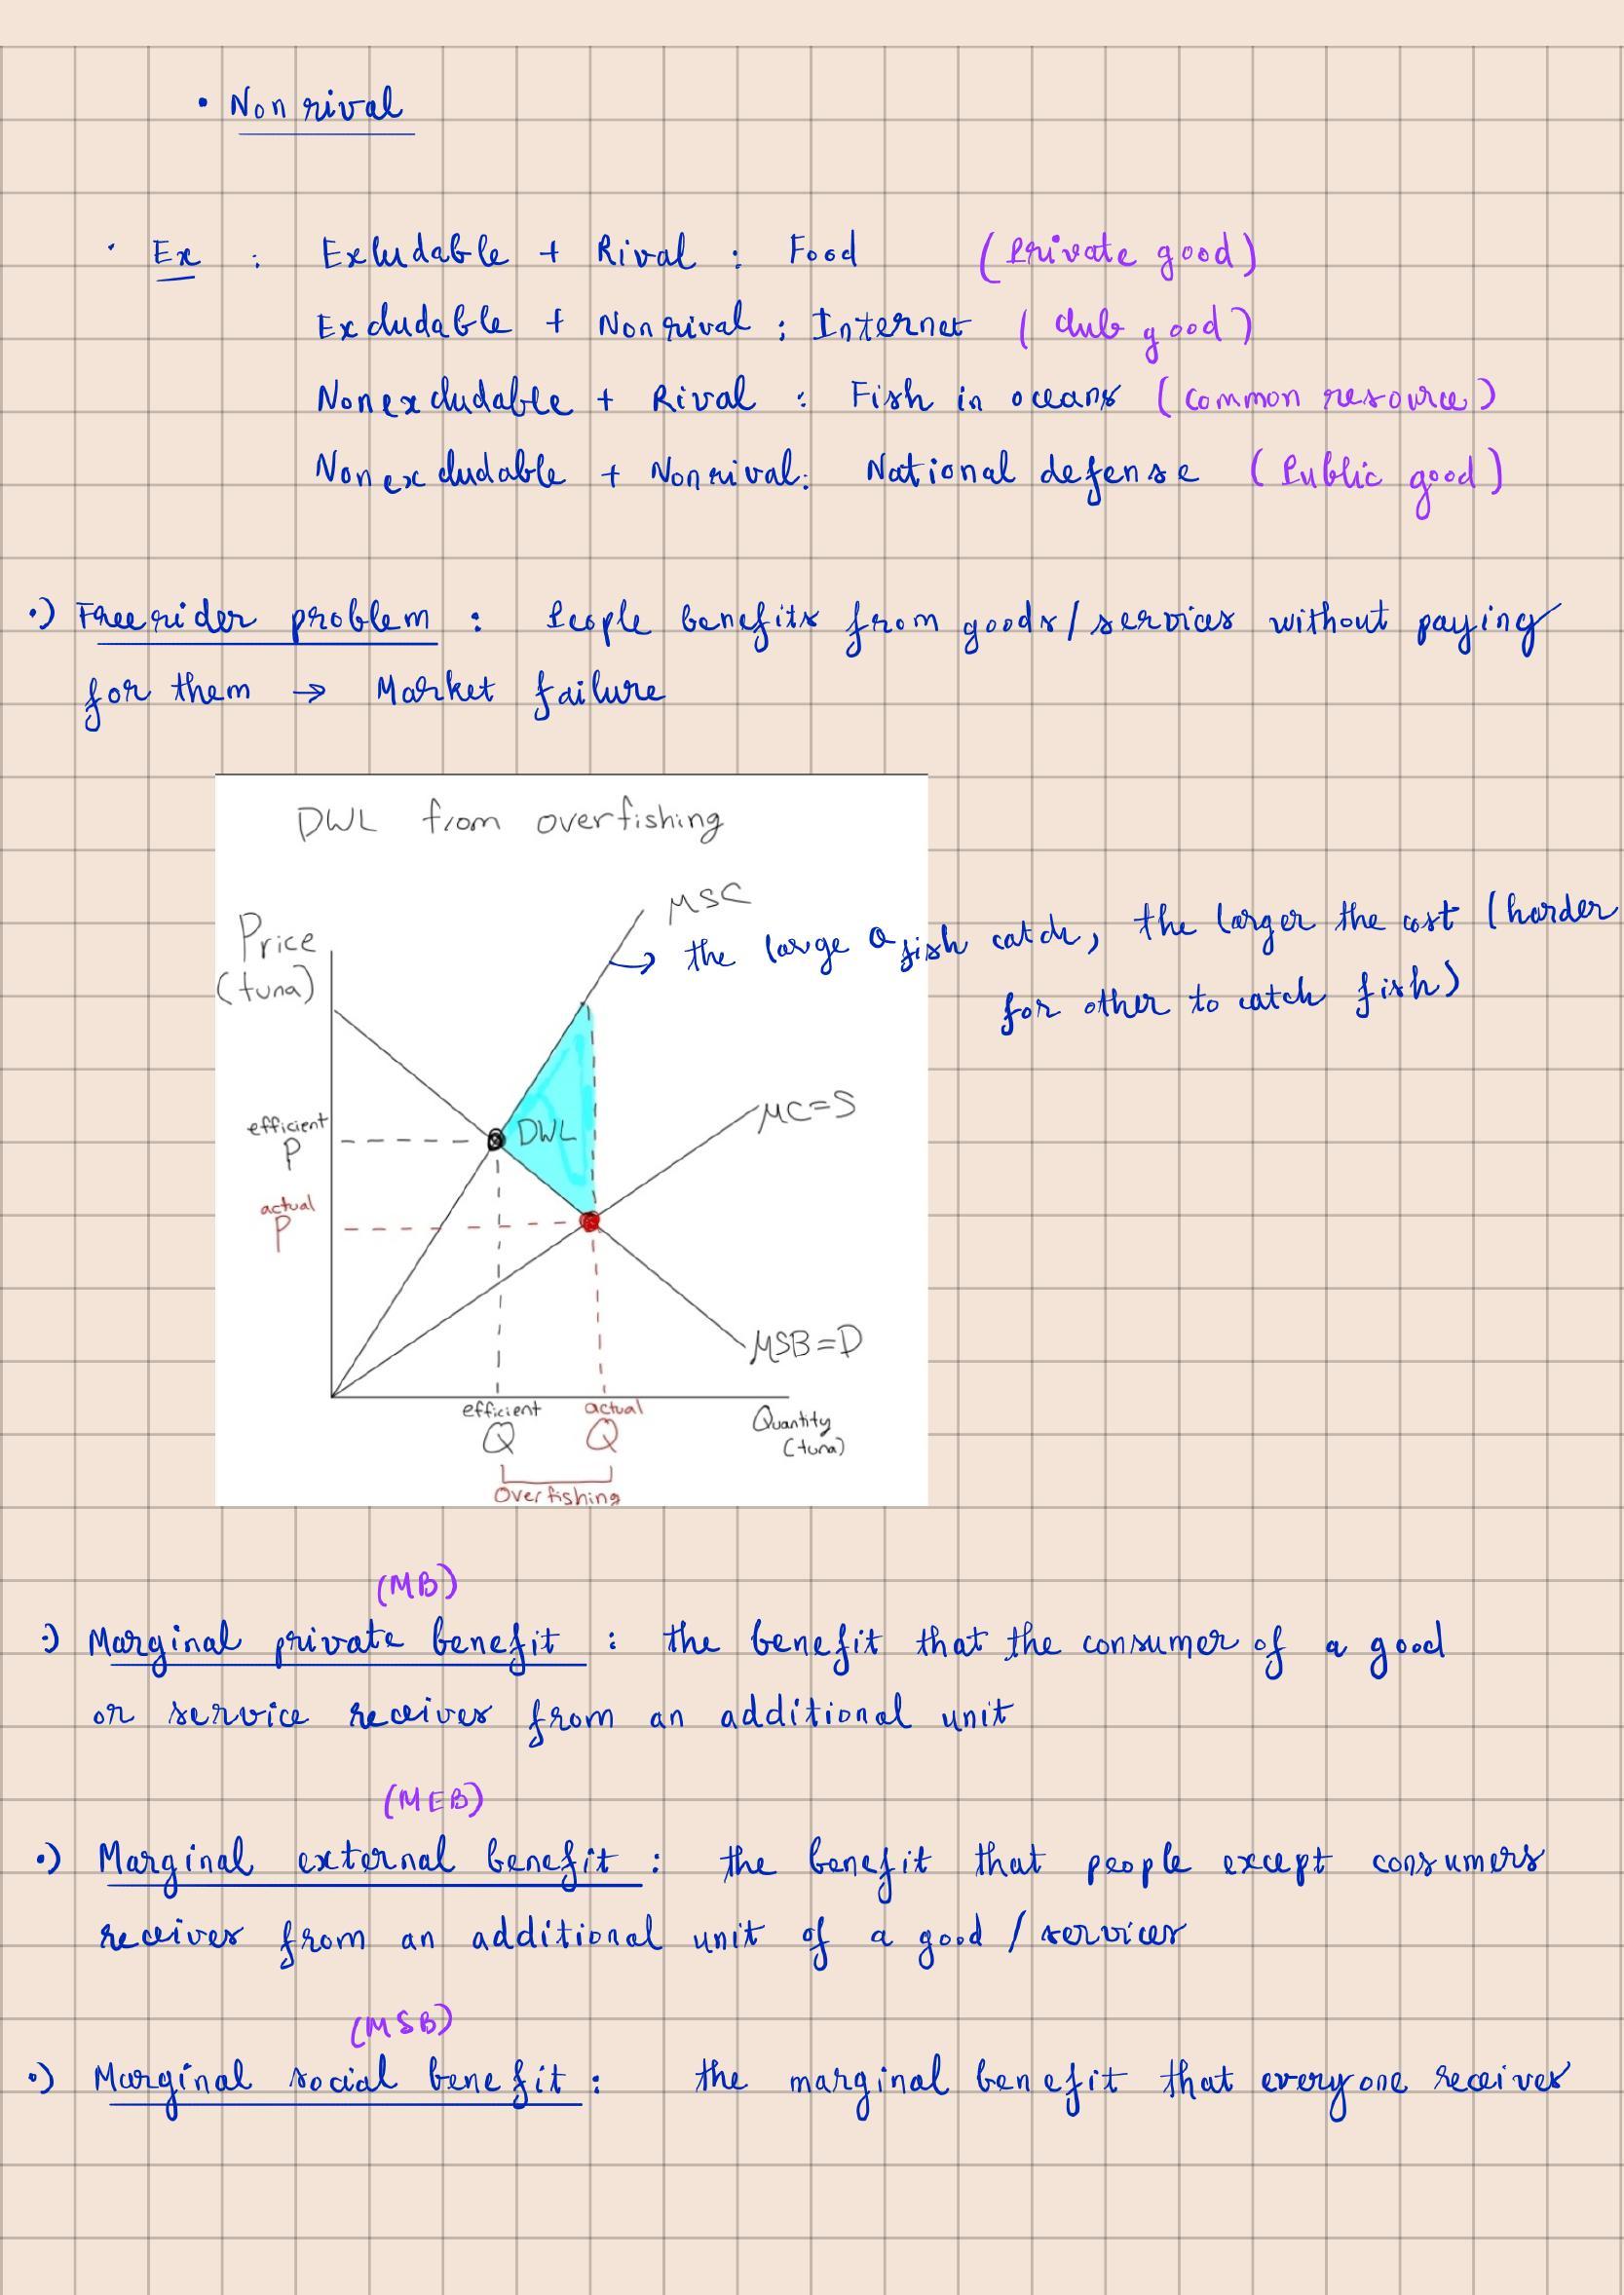 • Nonrival
• Ex : Exludable + Rival : Food (Private good)
Excludable + Nonrival : Internet (club good)
Nonexcludable + Rival : Fish in oceans (common resource)
Nonexcludable + Nonrival: National defense (Public good)
•) Free rider problem : People benefits from goods/services without paying
for them → Market failure
DWL from overfishing
MSC
Price
(tuna)
→ the large Q fish catch, the larger the cost (harder
for other to catch fish)
MC=S
efficient
P
DWL
actual
P
MSB=D
efficient
Q
actual
Q
Quantity
(tuna)
Overfishing
(MB)
•) Marginal private benefit : the benefit that the consumer of a good
or service receives from an additional unit
(MEB)
•) Marginal external benefit : the benefit that people except consumers
receives from an additional unit of a good / services
(MSB)
•) Marginal social benefit : the marginal benefit that everyone receives